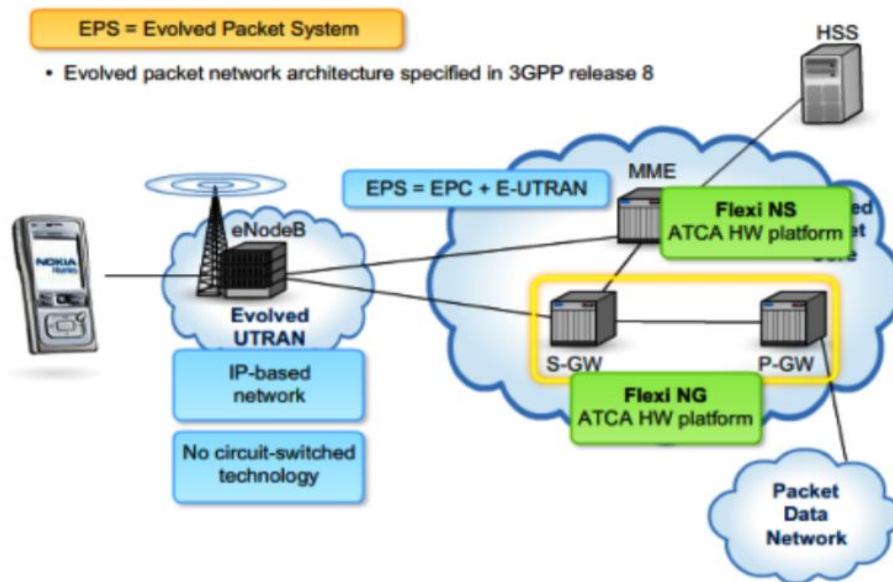 EPS = Evolved Packet System
• Evolved packet network architecture specified in 3GPP release 8
HSS
EPS = EPC + E-UTRAN
MME
Flexi NS
ATCA HW platform
eNodeB
NOKIA
Nseries
Evolved
UTRAN
IP-based
network
No circuit-switched
technology
S-GW
P-GW
Flexi NG
ATCA HW platform
Packet
Data
Network